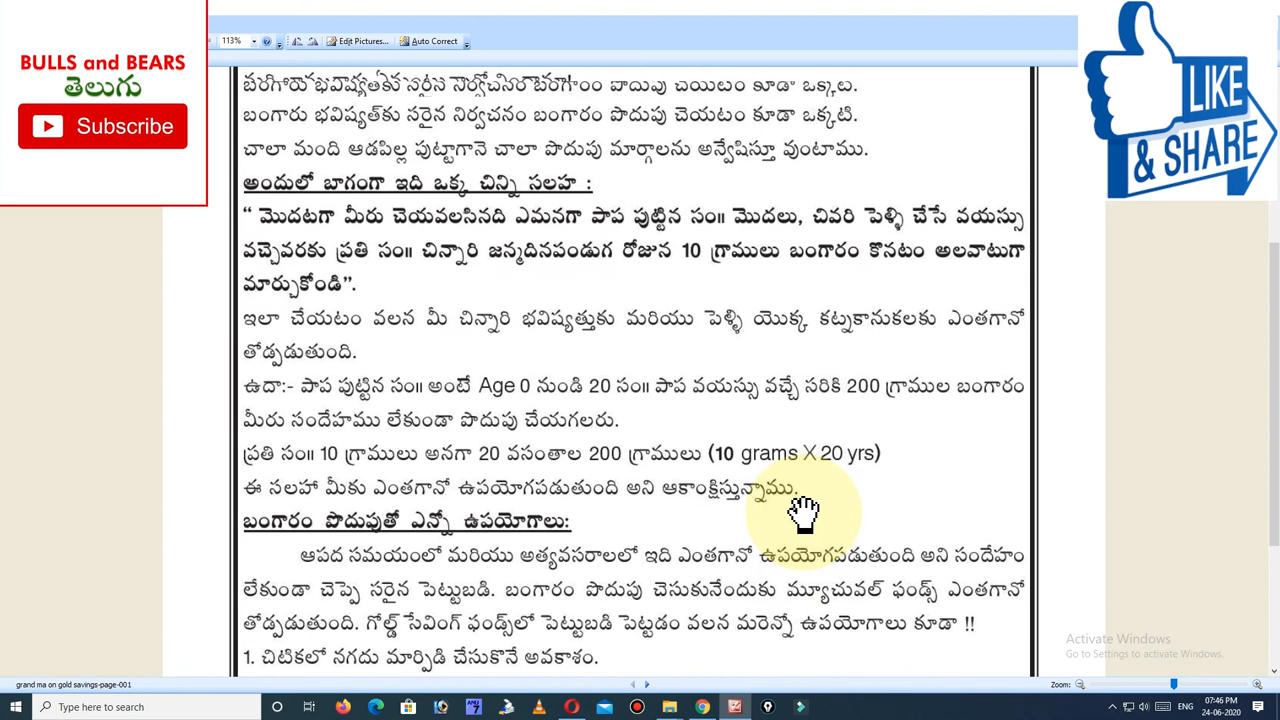 BULLS and BEARS
తెలుగు
Subscribe
113%
Edit Pictures...
Auto Correct
LIKE
& SHARE
బంగారు భవిష్యత్‌కు సరైన నిర్వచనం బంగారం పొదుపు చెయటం కూడా ఒక్కటి.
చాలా మంది ఆడపిల్ల పుట్టాగానె చాలా పొదుపు మార్గాలను అన్వేషిస్తూ వుంటాము.
అందులో బాగంగా ఇది ఒక్క చిన్ని సలహ :
“ మొదటగా మీరు చెయవలసినది ఎమనగా పాప పుట్టిన సం॥ మొదలు, చివరి పెళ్ళి చేసే వయస్సు
వచ్చెవరకు ప్రతి సం॥ చిన్నారి జన్మదినపండుగ రోజున 10 గ్రాములు బంగారం కొనటం అలవాటుగా
మార్చుకోండి”.
ఇలా చేయటం వలన మీ చిన్నారి భవిష్యత్తుకు మరియు పెళ్ళి యొక్క కట్నకానుకలకు ఎంతగానో
తోడ్పడుతుంది.
ఉదా:- పాప పుట్టిన సం॥ అంటే Age 0 నుండి 20 సం॥ పాప వయస్సు వచ్చే సరికి 200 గ్రాముల బంగారం
మీరు సందేహము లేకుండా పొదుపు చేయగలరు.
ప్రతి సం॥ 10 గ్రాములు అనగా 20 వసంతాల 200 గ్రాములు (10 grams X 20 yrs)
ఈ సలహా మీకు ఎంతగానో ఉపయోగపడుతుంది అని ఆకాంక్షిస్తున్నాము.
బంగారం పొదుపుతో ఎన్నో ఉపయోగాలు:
ఆపద సమయంలో మరియు అత్యవసరాలలో ఇది ఎంతగానో ఉపయోగపడుతుంది అని సందేహం
లేకుండా చెప్పె సరైన పెట్టుబడి. బంగారం పొదుపు చెసుకునేందుకు మ్యూచువల్ ఫండ్స్ ఎంతగానో
తోడ్పడుతుంది. గోల్డ్ సేవింగ్ ఫండ్స్‌లో పెట్టుబడి పెట్టడం వలన మరెన్నో ఉపయోగాలు కూడా !!
1. చిటికలో నగదు మార్పిడి చేసుకొనే అవకాశం.
Activate Windows
Go to Settings to activate Windows.
grand ma on gold savings-page-001
Zoom:
Type here to search
ENG
07:46 PM
24-06-2020